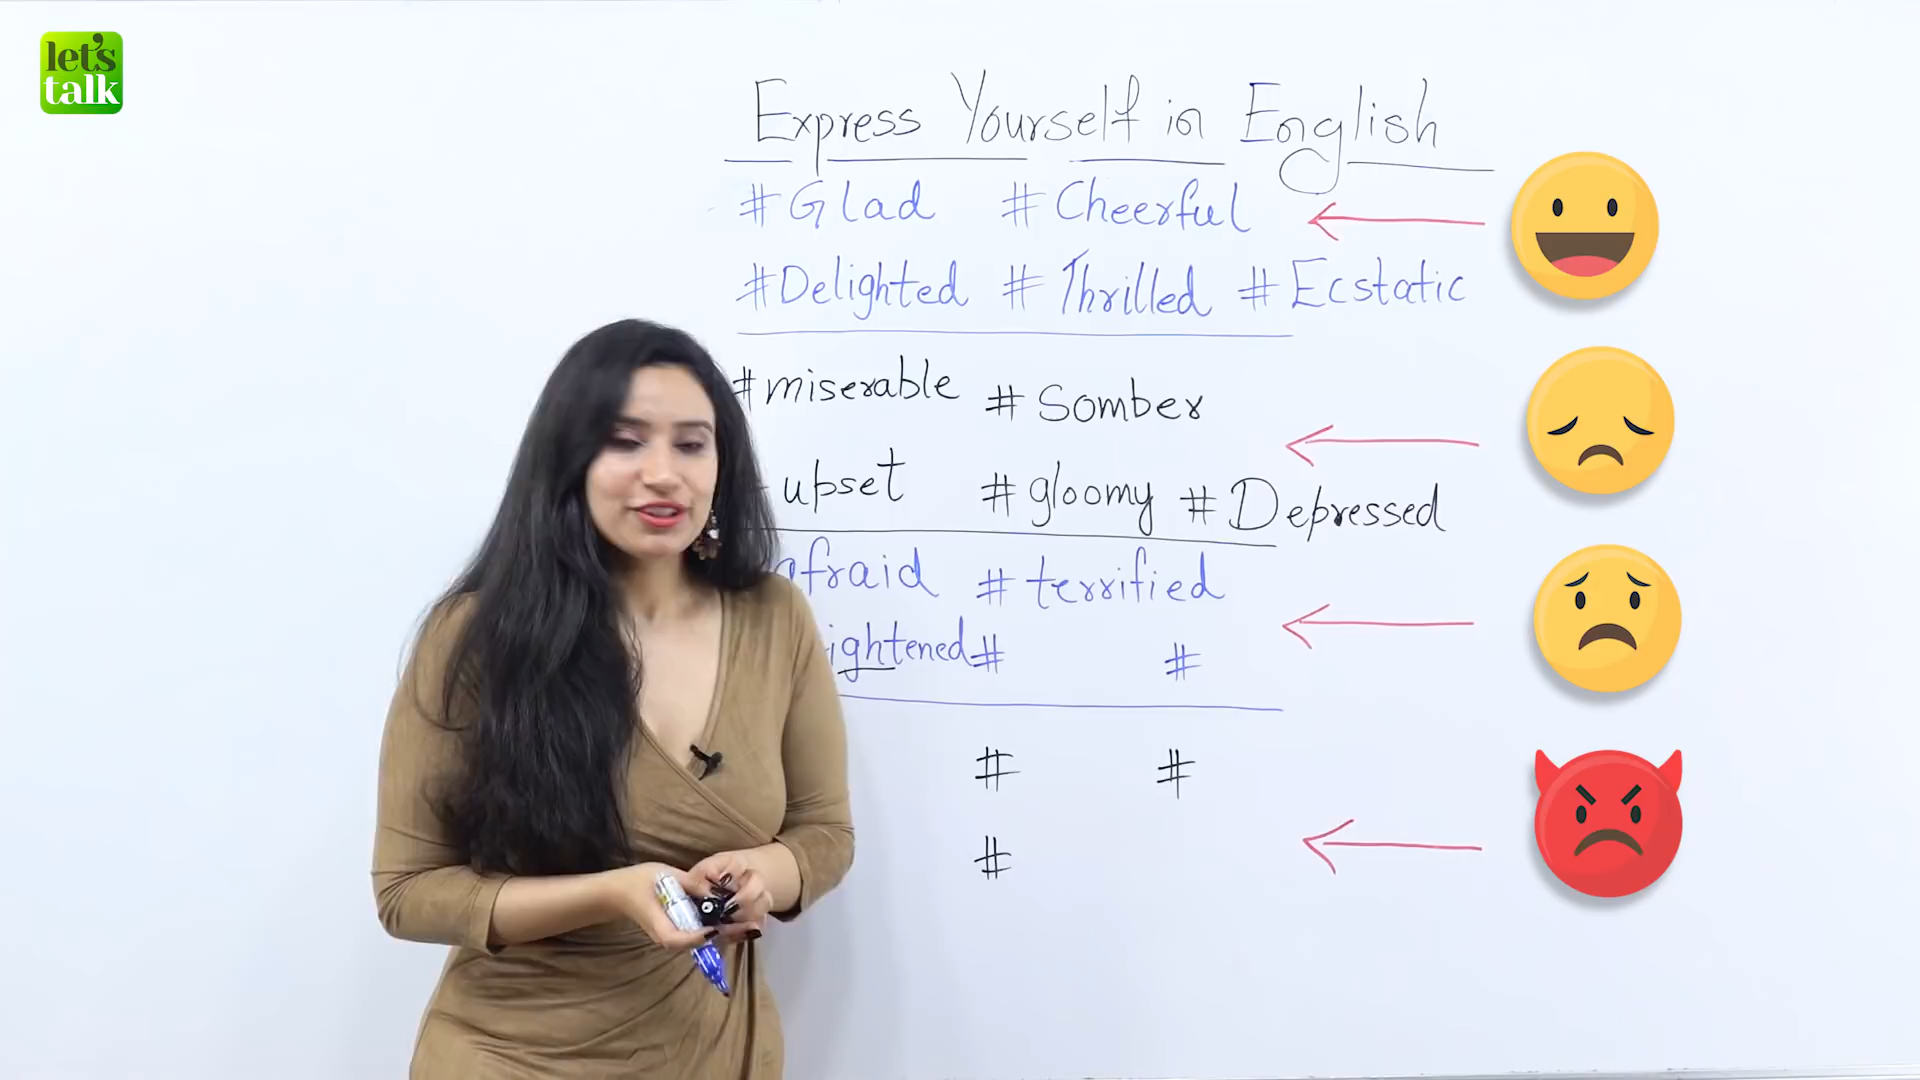 let's
talk
Express Yourself in English
#Glad #Cheerful
#Delighted #Thrilled #Ecstatic
#miserable #Somber
upset #gloomy #Depressed
afraid #terrified
ightened # #
# #
#